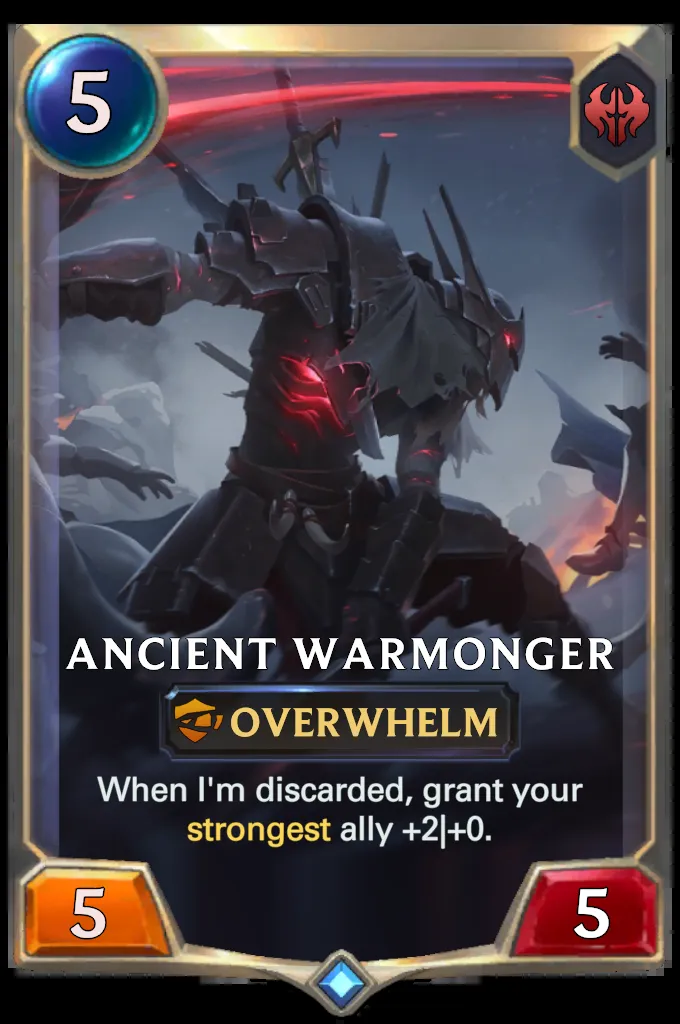 5
ANCIENT WARMONGER
OVERWHELM
When I'm discarded, grant your
strongest ally +2|+0.
5
5